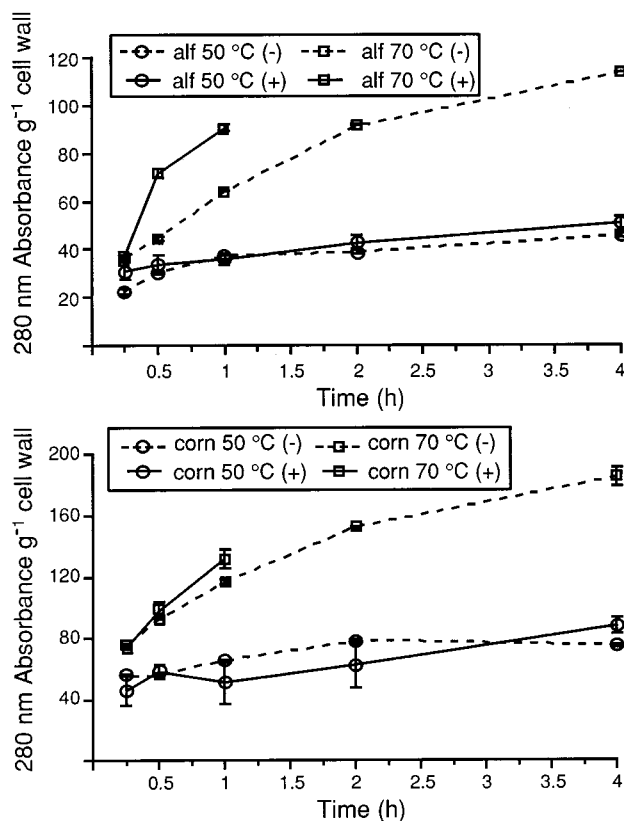 alf 50 °C (-) alf 70 °C (-)
alf 50 °C (+) alf 70 °C (+)
280 nm Absorbance g⁻¹ cell wall
120
100
80
60
40
20
0.5 1 1.5 2 2.5 3 3.5 4
Time (h)
corn 50 °C (-) corn 70 °C (-)
corn 50 °C (+) corn 70 °C (+)
280 nm Absorbance g⁻¹ cell wall
200
160
120
80
40
0.5 1 1.5 2 2.5 3 3.5 4
Time (h)